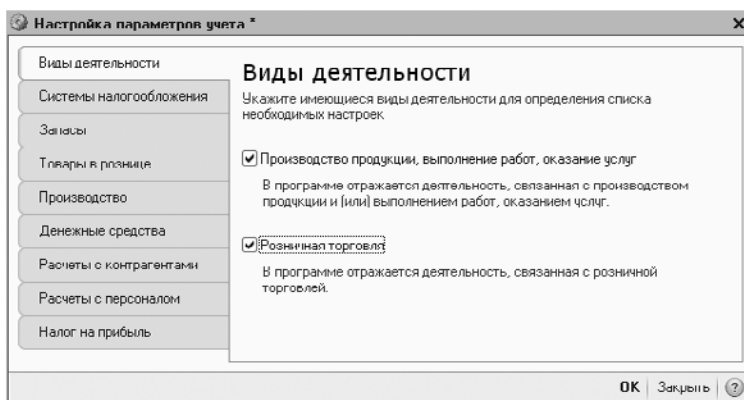 Настройка параметров учета *
Виды деятельности
Системы налогообложения
Запасы
Товары в рознице
Производство
Денежные средства
Расчеты с контрагентами
Расчеты с персоналом
Налог на прибыль
Виды деятельности
Укажите имеющиеся виды деятельности для определения списка
необходимых настроек
Производство продукции, выполнение работ, оказание услуг
В программе отражается деятельность, связанная с производством
продукции и (или) выполнением работ, оказанием услуг.
Розничная торговля
В программе отражается деятельность, связанная с розничной
торговлей.
OK Закрыть ?